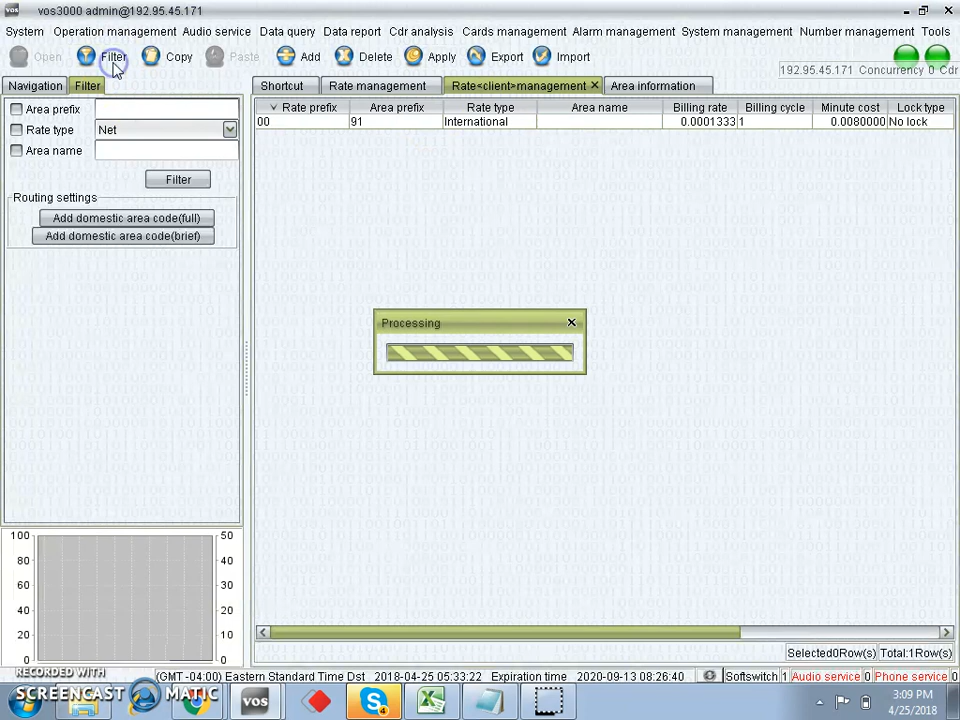 vos vos3000 admin@192.95.45.171
System Operation management Audio service Data query Data report Cdr analysis Cards management Alarm management System management Number management Tools
Open Filter Copy Paste Add Delete Apply Export Import
192.95.45.171 Concurrency 0 Cdr
Navigation Filter Shortcut Rate management Rate<client>management Area information
Area prefix
Rate type Net
Area name
Filter
Routing settings
Add domestic area code(full)
Add domestic area code(brief)
Rate prefix Area prefix Rate type Area name Billing rate Billing cycle Minute cost Lock type
00 91 International 0.0001333 1 0.0080000 No lock
Processing
100 50
80 40
60 30
40 20
20 10
0 0
Selected0Row(s) Total:1Row(s)
(GMT -04:00) Eastern Standard Time Dst 2018-04-25 05:33:22 Expiration time 2020-09-13 08:26:40 Softswitch 1 Audio service 0 Phone service 0
RECORDED WITH
SCREENCAST MATIC
vos
4
3:09 PM
4/25/2018